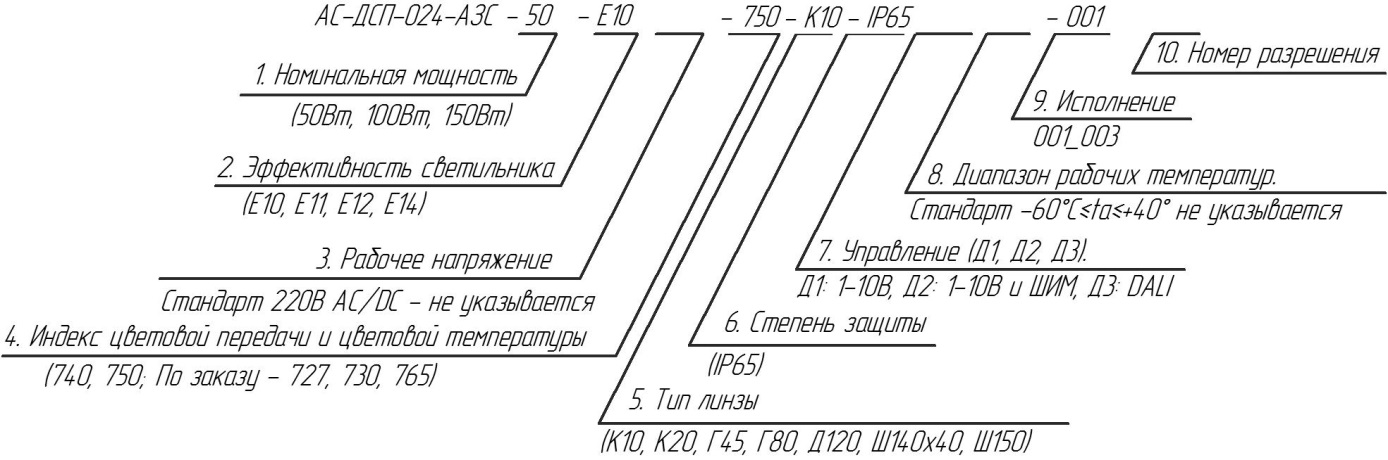 АС-ДСП-024-АЗС - 50 - Е10 - 750 - К10 - IP65 - 001
1. Номинальная мощность
(50Вт, 100Вт, 150Вт)
2. Эффективность светильника
(Е10, Е11, Е12, Е14)
3. Рабочее напряжение
Стандарт 220В АС/DC - не указывается
4. Индекс цветовой передачи и цветовой температуры
(740, 750; По заказу - 727, 730, 765)
5. Тип линзы
(К10, К20, Г45, Г80, Д120, Ш140х40, Ш150)
6. Степень защиты
(IP65)
7. Управление (Д1, Д2, Д3).
Д1: 1-10В, Д2: 1-10В и ШИМ, Д3: DALI
8. Диапазон рабочих температур.
Стандарт -60°С≤ta≤+40° не указывается
9. Исполнение
001_003
10. Номер разрешения